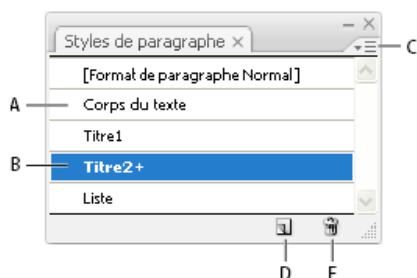 Styles de paragraphe
C
[Format de paragraphe Normal]
A Corps du texte
Titre1
B Titre2+
Liste
D E